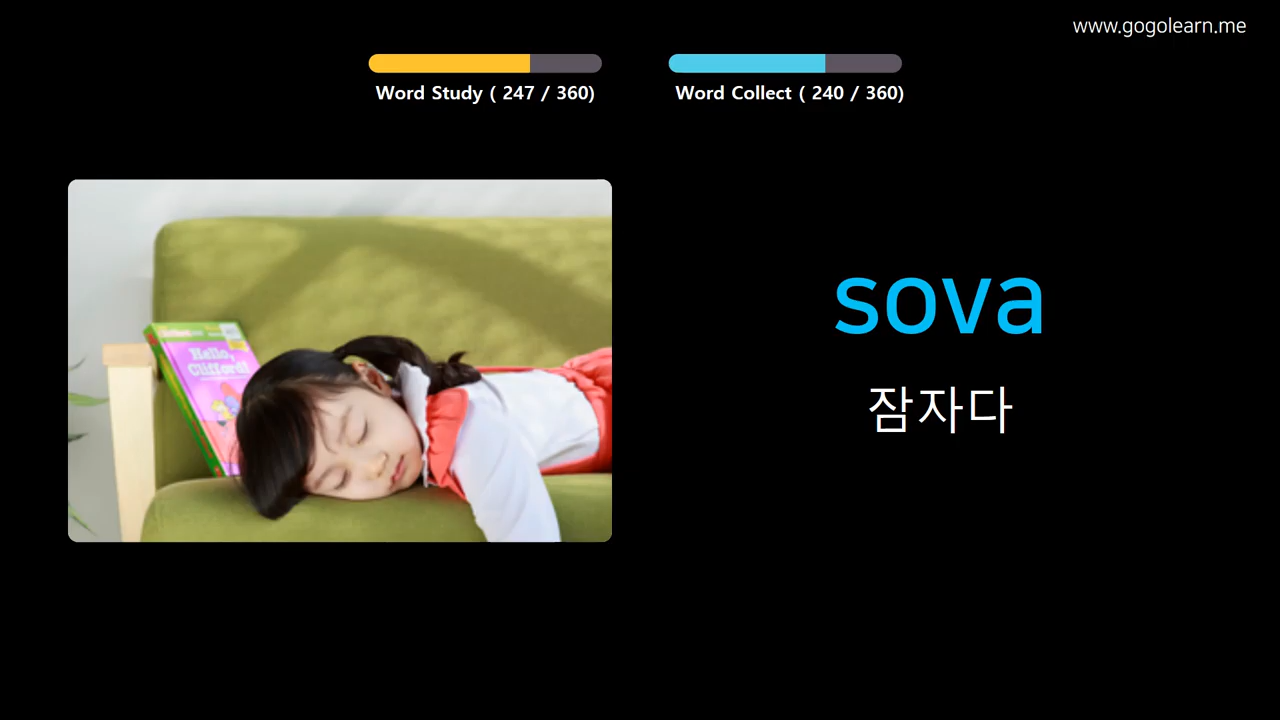 www.gogolearn.me
Word Study ( 247 / 360)
Word Collect ( 240 / 360)
Hello,
Clifford!
sova
잠자다